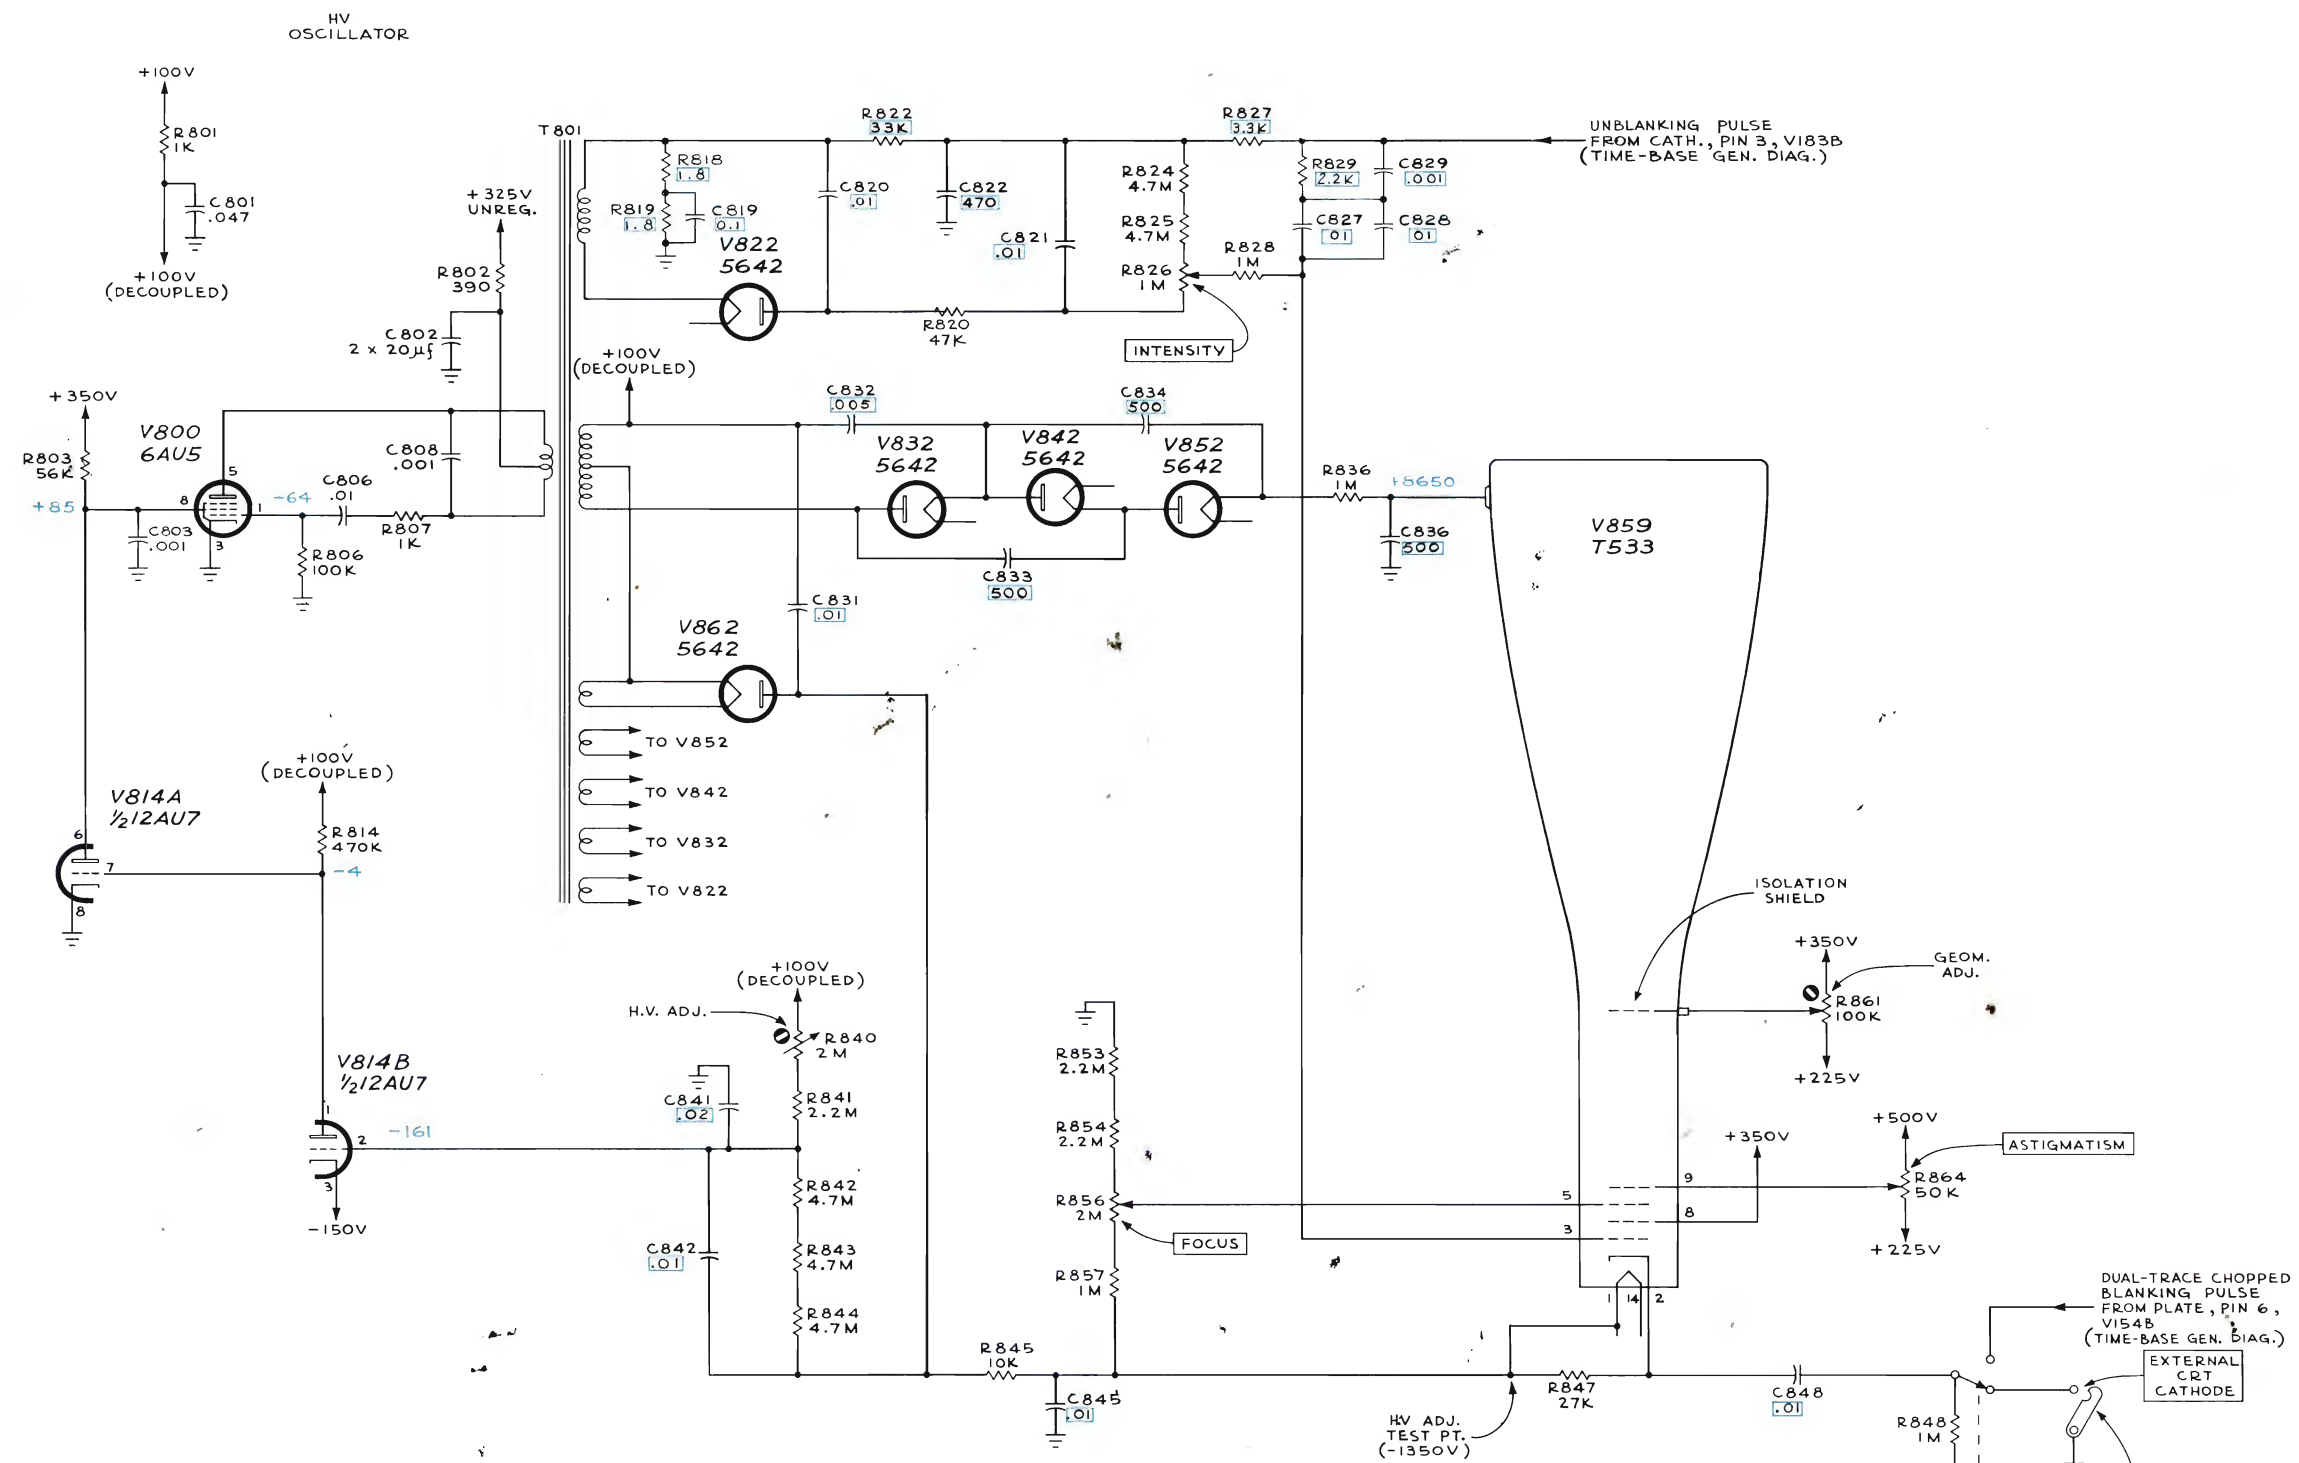 HV
OSCILLATOR
+100V
R801
1K
C801
.047
+100V
(DECOUPLED)
+325V
UNREG.
R802
390
C802
2 x 20µf
T801
R818
1.8
R819
1.8
C819
0.1
V822
5642
C820
.01
R822
33K
C822
470
C821
.01
R820
47K
R824
4.7M
R825
4.7M
R826
1M
INTENSITY
R827
3.3K
R828
1M
R829
2.2K
C829
.001
C827
.01
C828
.01
UNBLANKING PULSE
FROM CATH., PIN 3, V183B
(TIME-BASE GEN. DIAG.)
+350V
R803
56K
+85
V800
6AU5
5
8
1
3
-64
C803
.001
C806
.01
R806
100K
R807
1K
C808
.001
+100V
(DECOUPLED)
C832
.005
C834
500
V832
5642
V842
5642
V852
5642
C833
500
R836
1M
+8650
C836
500
V859
T533
C831
.01
V862
5642
TO V852
TO V842
TO V832
TO V822
+100V
(DECOUPLED)
R814
470K
-4
V814A
½12AU7
6
7
8
V814B
½12AU7
1
2
3
-161
-150V
+100V
(DECOUPLED)
H.V. ADJ.
R840
2M
C841
.02
R841
2.2M
R842
4.7M
C842
.01
R843
4.7M
R844
4.7M
R845
10K
C845
.01
R853
2.2M
R854
2.2M
R856
2M
FOCUS
R857
1M
ISOLATION
SHIELD
+350V
GEOM.
ADJ.
R861
100K
+225V
+500V
+350V
ASTIGMATISM
R864
50K
+225V
9
5
8
3
1
14
2
R847
27K
HV ADJ.
TEST PT.
(-1350V)
C848
.01
DUAL-TRACE CHOPPED
BLANKING PULSE
FROM PLATE, PIN 6,
V154B
(TIME-BASE GEN. DIAG.)
EXTERNAL
CRT
CATHODE
R848
1M